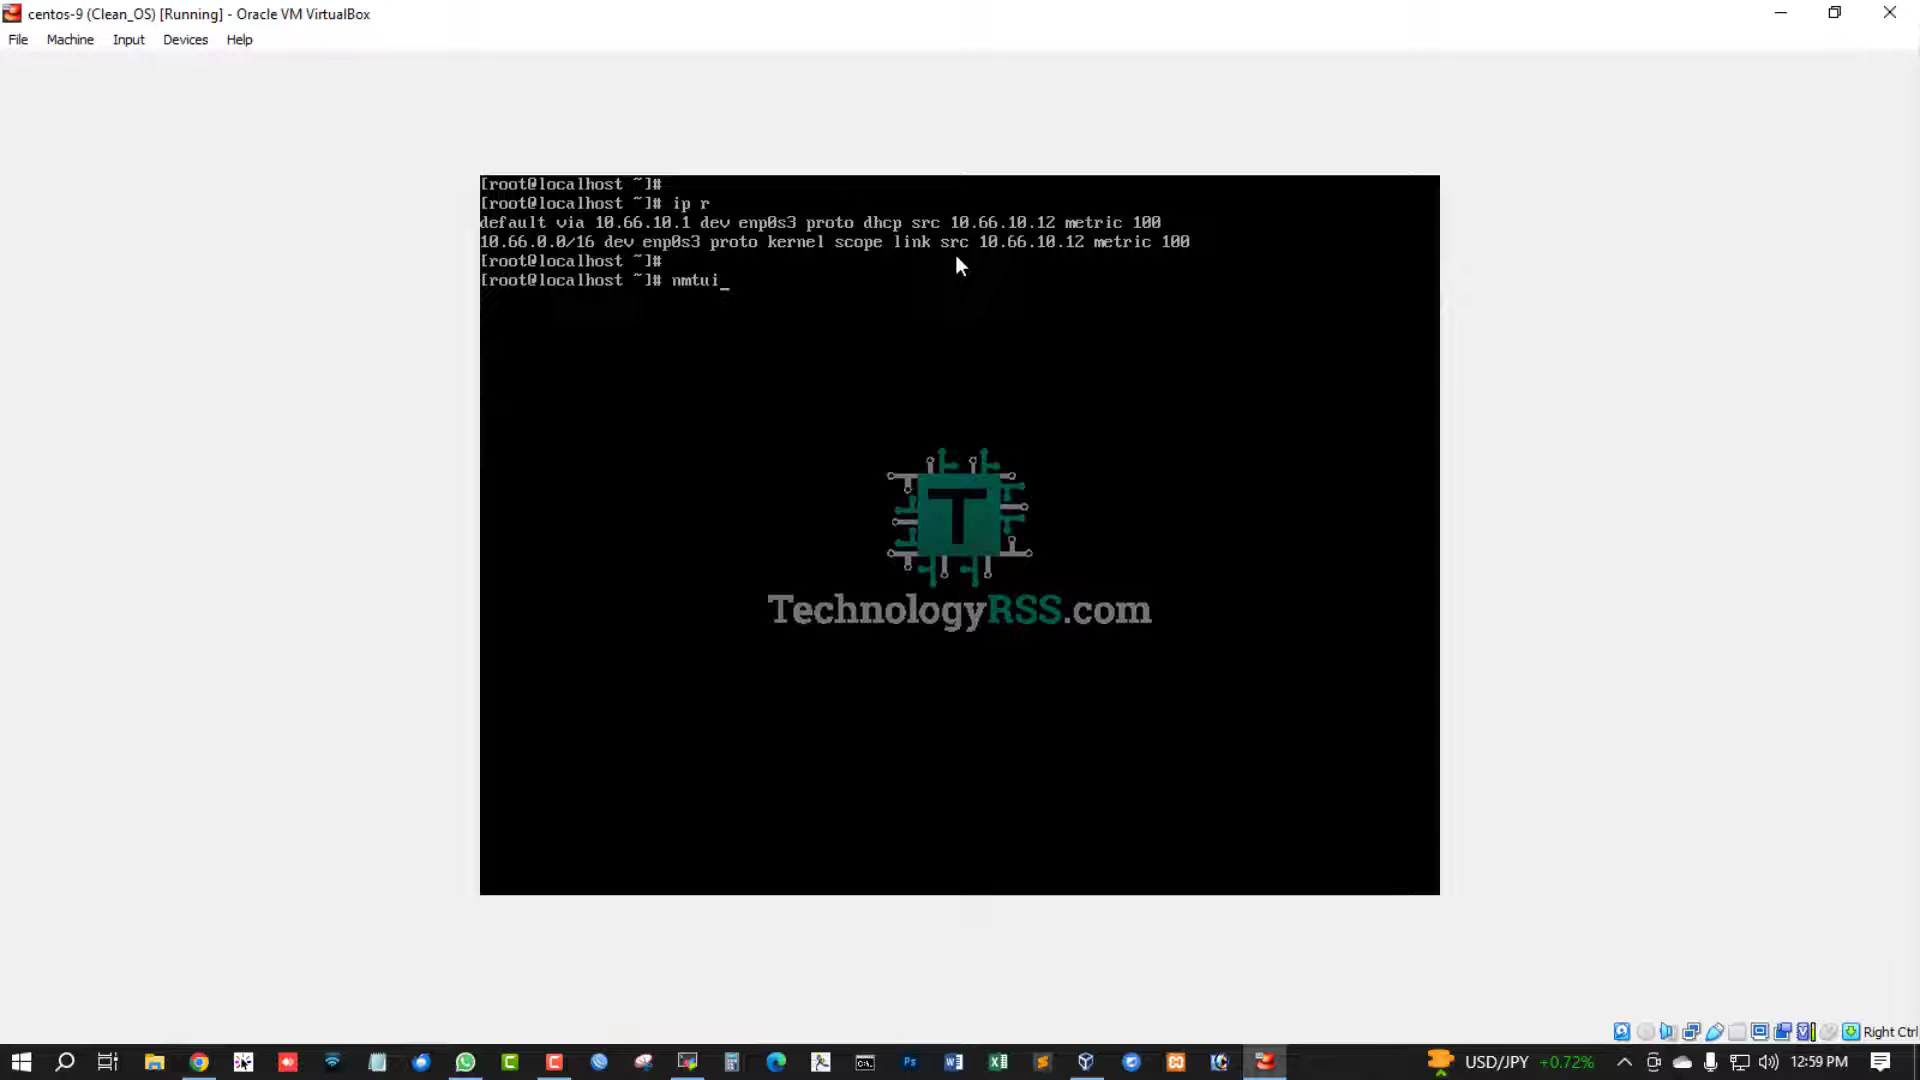 centos-9 (Clean_OS) [Running] - Oracle VM VirtualBox
File Machine Input Devices Help
[root@localhost ~]#
[root@localhost ~]# ip r
default via 10.66.10.1 dev enp0s3 proto dhcp src 10.66.10.12 metric 100
10.66.0.0/16 dev enp0s3 proto kernel scope link src 10.66.10.12 metric 100
[root@localhost ~]#
[root@localhost ~]# nmtui_
T
TechnologyRSS.com
Right Ctrl
USD/JPY +0.72% 12:59 PM